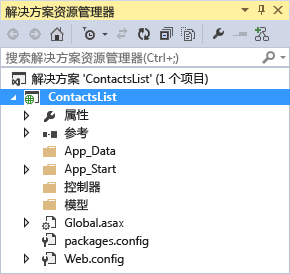 解决方案资源管理器
搜索解决方案资源管理器(Ctrl+;)
解决方案 'ContactsList' (1 个项目)
ContactsList
属性
参考
App_Data
App_Start
控制器
模型
Global.asax
packages.config
Web.config